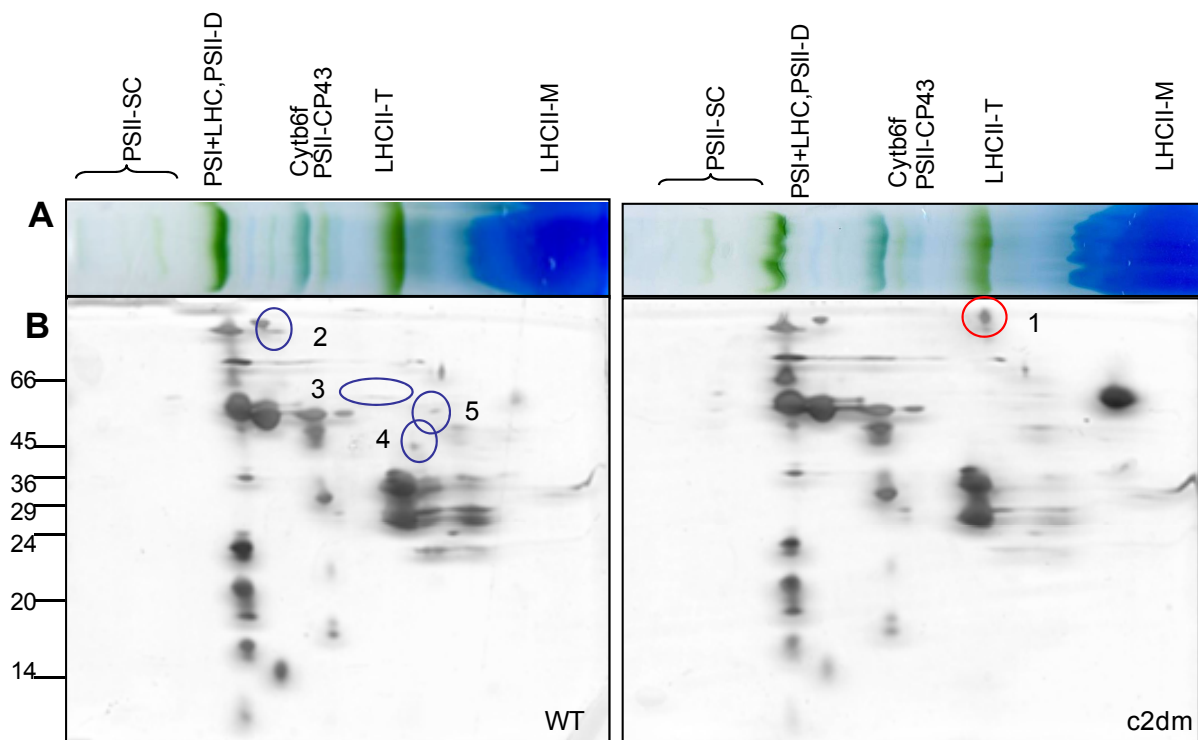 PSII-SC
PSI+LHC,PSII-D
Cytb6f
PSII-CP43
LHCII-T
LHCII-M
PSII-SC
PSI+LHC,PSII-D
Cytb6f
PSII-CP43
LHCII-T
LHCII-M
A
B
2
1
66
3
5
4
45
36
29
24
20
14
WT
c2dm